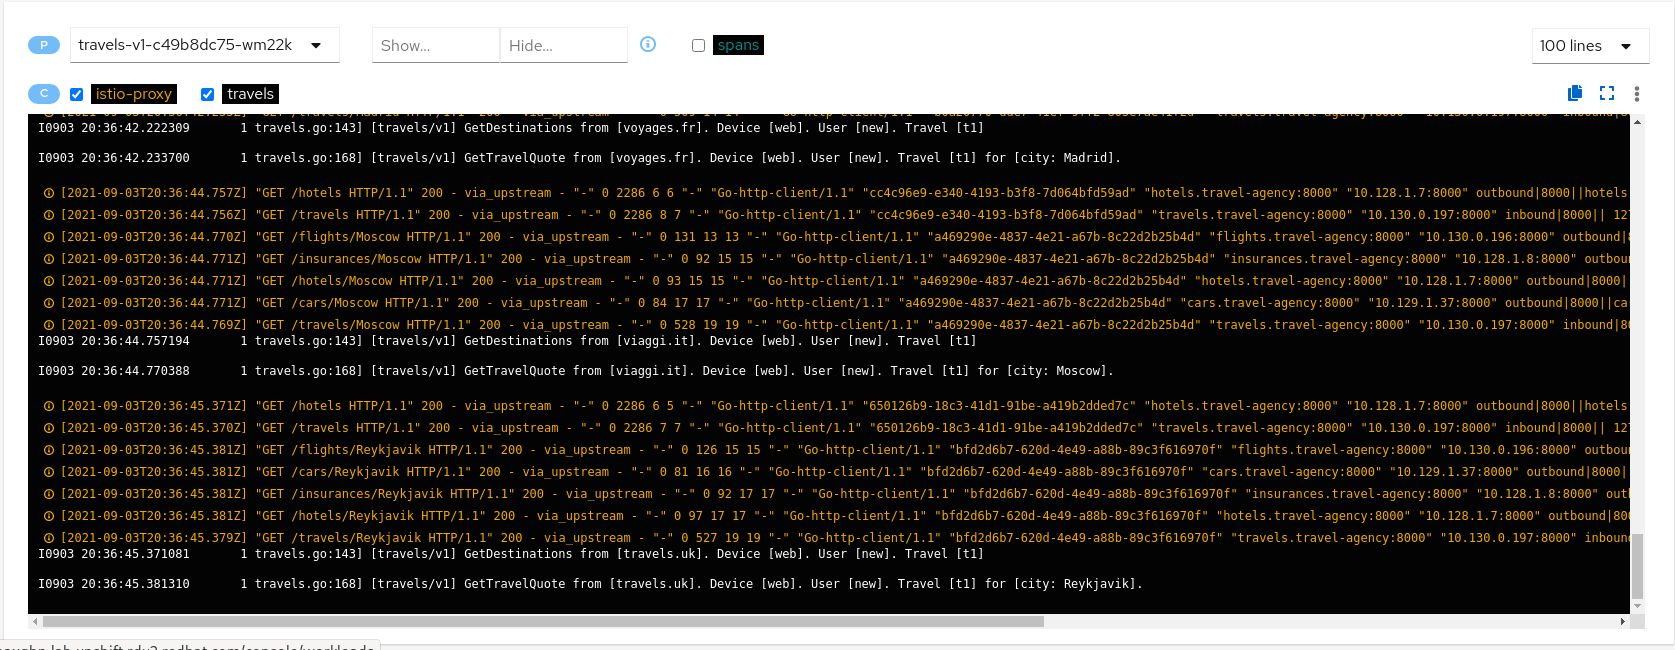 P travels-v1-c49b8dc75-wm22k Show... Hide... spans 100 lines
C istio-proxy travels
I0903 20:36:42.222309 1 travels.go:143] [travels/v1] GetDestinations from [voyages.fr]. Device [web]. User [new]. Travel [t1]
I0903 20:36:42.233700 1 travels.go:168] [travels/v1] GetTravelQuote from [voyages.fr]. Device [web]. User [new]. Travel [t1] for [city: Madrid].
[2021-09-03T20:36:44.757Z] "GET /hotels HTTP/1.1" 200 - via_upstream - "-" 0 2286 6 6 "-" "Go-http-client/1.1" "cc4c96e9-e340-4193-b3f8-7d064bfd59ad" "hotels.travel-agency:8000" "10.128.1.7:8000" outbound|8000||hotels
[2021-09-03T20:36:44.756Z] "GET /travels HTTP/1.1" 200 - via_upstream - "-" 0 2286 8 7 "-" "Go-http-client/1.1" "cc4c96e9-e340-4193-b3f8-7d064bfd59ad" "travels.travel-agency:8000" "10.130.0.197:8000" inbound|8000|| 127
[2021-09-03T20:36:44.770Z] "GET /flights/Moscow HTTP/1.1" 200 - via_upstream - "-" 0 131 13 13 "-" "Go-http-client/1.1" "a469290e-4837-4e21-a67b-8c22d2b25b4d" "flights.travel-agency:8000" "10.130.0.196:8000" outbound|
[2021-09-03T20:36:44.771Z] "GET /insurances/Moscow HTTP/1.1" 200 - via_upstream - "-" 0 92 15 15 "-" "Go-http-client/1.1" "a469290e-4837-4e21-a67b-8c22d2b25b4d" "insurances.travel-agency:8000" "10.128.1.8:8000" outbou
[2021-09-03T20:36:44.771Z] "GET /hotels/Moscow HTTP/1.1" 200 - via_upstream - "-" 0 93 15 15 "-" "Go-http-client/1.1" "a469290e-4837-4e21-a67b-8c22d2b25b4d" "hotels.travel-agency:8000" "10.128.1.7:8000" outbound|8000||
[2021-09-03T20:36:44.771Z] "GET /cars/Moscow HTTP/1.1" 200 - via_upstream - "-" 0 84 17 17 "-" "Go-http-client/1.1" "a469290e-4837-4e21-a67b-8c22d2b25b4d" "cars.travel-agency:8000" "10.129.1.37:8000" outbound|8000||ca
[2021-09-03T20:36:44.769Z] "GET /travels/Moscow HTTP/1.1" 200 - via_upstream - "-" 0 528 19 19 "-" "Go-http-client/1.1" "a469290e-4837-4e21-a67b-8c22d2b25b4d" "travels.travel-agency:8000" "10.130.0.197:8000" inbound|80
I0903 20:36:44.757194 1 travels.go:143] [travels/v1] GetDestinations from [viaggi.it]. Device [web]. User [new]. Travel [t1]
I0903 20:36:44.770388 1 travels.go:168] [travels/v1] GetTravelQuote from [viaggi.it]. Device [web]. User [new]. Travel [t1] for [city: Moscow].
[2021-09-03T20:36:45.371Z] "GET /hotels HTTP/1.1" 200 - via_upstream - "-" 0 2286 6 5 "-" "Go-http-client/1.1" "650126b9-18c3-41d1-91be-a419b2dded7c" "hotels.travel-agency:8000" "10.128.1.7:8000" outbound|8000||hotels
[2021-09-03T20:36:45.370Z] "GET /travels HTTP/1.1" 200 - via_upstream - "-" 0 2286 7 7 "-" "Go-http-client/1.1" "650126b9-18c3-41d1-91be-a419b2dded7c" "travels.travel-agency:8000" "10.130.0.197:8000" inbound|8000|| 127
[2021-09-03T20:36:45.381Z] "GET /flights/Reykjavik HTTP/1.1" 200 - via_upstream - "-" 0 126 15 15 "-" "Go-http-client/1.1" "bfd2d6b7-620d-4e49-a88b-89c3f616970f" "flights.travel-agency:8000" "10.130.0.196:8000" outbou
[2021-09-03T20:36:45.381Z] "GET /cars/Reykjavik HTTP/1.1" 200 - via_upstream - "-" 0 81 16 16 "-" "Go-http-client/1.1" "bfd2d6b7-620d-4e49-a88b-89c3f616970f" "cars.travel-agency:8000" "10.129.1.37:8000" outbound|8000||
[2021-09-03T20:36:45.381Z] "GET /insurances/Reykjavik HTTP/1.1" 200 - via_upstream - "-" 0 92 17 17 "-" "Go-http-client/1.1" "bfd2d6b7-620d-4e49-a88b-89c3f616970f" "insurances.travel-agency:8000" "10.128.1.8:8000" out
[2021-09-03T20:36:45.381Z] "GET /hotels/Reykjavik HTTP/1.1" 200 - via_upstream - "-" 0 97 17 17 "-" "Go-http-client/1.1" "bfd2d6b7-620d-4e49-a88b-89c3f616970f" "hotels.travel-agency:8000" "10.128.1.7:8000" outbound|800
[2021-09-03T20:36:45.379Z] "GET /travels/Reykjavik HTTP/1.1" 200 - via_upstream - "-" 0 527 19 19 "-" "Go-http-client/1.1" "bfd2d6b7-620d-4e49-a88b-89c3f616970f" "travels.travel-agency:8000" "10.130.0.197:8000" inboun
I0903 20:36:45.371081 1 travels.go:143] [travels/v1] GetDestinations from [travels.uk]. Device [web]. User [new]. Travel [t1]
I0903 20:36:45.381310 1 travels.go:168] [travels/v1] GetTravelQuote from [travels.uk]. Device [web]. User [new]. Travel [t1] for [city: Reykjavik].